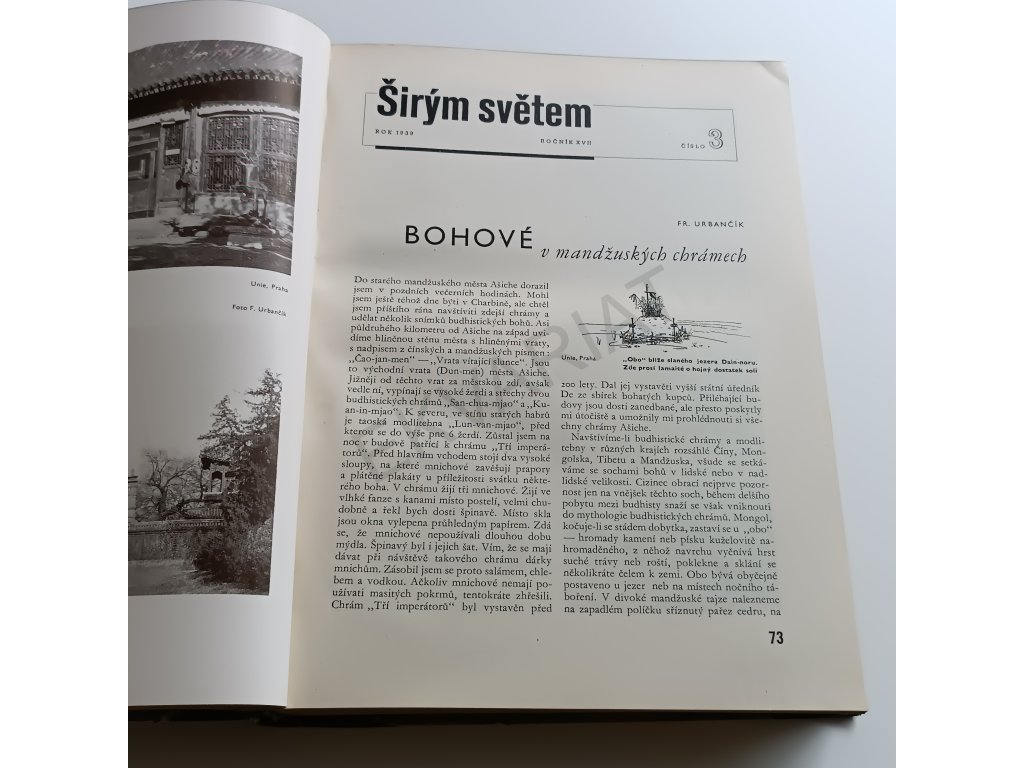 Unie, Praha
Foto F. Urbančík
Širým světem
ROK 1939
ROČNÍK XVII
ČÍSLO 3
FR. URBANČÍK
BOHOVÉ
v mandžuských chrámech
Do starého mandžuského města Ašiche dorazil
jsem v pozdních večerních hodinách. Mohl
jsem ještě téhož dne býti v Charbině, ale chtěl
jsem příštího rána navštíviti zdejší chrámy a
udělat několik snímků budhistických bohů. Asi
půldruhého kilometru od Ašiche na západ uvi-
díme hliněnou stěnu města s hliněnými vraty,
s nadpisem z čínských a mandžuských písmen:
„Čao-jan-men“ — „Vrata vítající slunce“. Jsou
to východní vrata (Dun-men) města Ašiche.
Jižněji od těchto vrat za městskou zdí, avšak
vedle ní, vypínají se vysoké žerdi a střechy dvou
budhistických chrámů „San-chua-mjao“ a „Ku-
an-in-mjao“. K severu, ve stínu starých habrů
je taoská modlitebna „Lun-van-mjao“, před
kterou se do výše pne 6 žerdí. Zůstal jsem na
noc v budově patřící k chrámu „Tří imperá-
torů“. Před hlavním vchodem stojí dva vysoké
sloupy, na které mnichové zavěšují prapory
a plátěné plakáty u příležitosti svátku někte-
rého boha. V chrámu žijí tři mnichové. Žijí ve
vlhké fanze s kanami místo postelí, velmi chu-
dobně a řekl bych dosti špinavě. Místo skla
jsou okna vylepena průhledným papírem. Zdá
se, že mnichové nepoužívali dlouhou dobu
mýdla. Špinavý byl i jejich šat. Vím, že se mají
dávat při návštěvě takového chrámu dárky
mnichům. Zásobil jsem se proto salámem, chle-
bem a vodkou. Ačkoliv mnichové nemají po-
užívati masitých pokrmů, tentokráte zhřešili.
Chrám „Tří imperátorů“ byl vystavěn před
Unie, Praha
„Obo“ blíže slaného jezera Dain-noru.
Zde prosí lamaité o hojný dostatek soli
200 lety. Dal jej vystavěti vyšší státní úředník
De ze sbírek bohatých kupců. Přiléhající bu-
dovy jsou dosti zanedbané, ale přesto poskytly
mi útočiště a umožnily mi prohlédnouti si vše-
chny chrámy Ašiche.
Navštívíme-li budhistické chrámy a modli-
tebny v různých krajích rozsáhlé Číny, Mon-
golska, Tibetu a Mandžuska, všude se setká-
váme se sochami bohů v lidské nebo v nad-
lidské velikosti. Cizinec obrací nejprve pozor-
nost jen na vnějšek těchto soch, během delšího
pobytu mezi budhisty snaží se však vniknouti
do mythologie budhistických chrámů. Mongol,
kočuje-li se stádem dobytka, zastaví se u „obo“
— hromady kamení neb písku kuželovitě na-
hromaděného, z něhož navrchu vyčnívá hrst
suché trávy neb roští, poklekne a sklání se
několikráte čelem k zemi. Obo bývá obyčejně
postaveno u jezer neb na místech nočního tá-
boření. V divoké mandžuské tajze nalezneme
na zapadlém políčku sříznutý pařez cedru, na
73